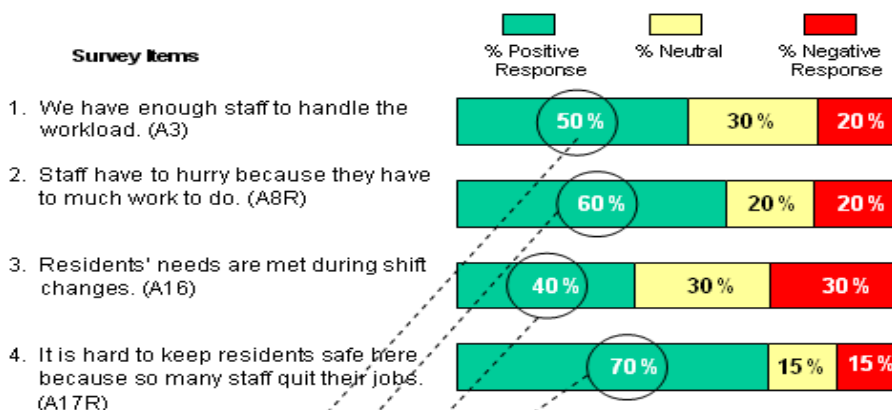 Survey Items
% Positive
Response
% Neutral
% Negative
Response
1. We have enough staff to handle the
workload. (A3)
50% 30% 20%
2. Staff have to hurry because they have
to much work to do. (A8R)
60% 20% 20%
3. Residents' needs are met during shift
changes. (A16)
40% 30% 30%
4. It is hard to keep residents safe here
because so many staff quit their jobs.
(A17R)
70% 15% 15%